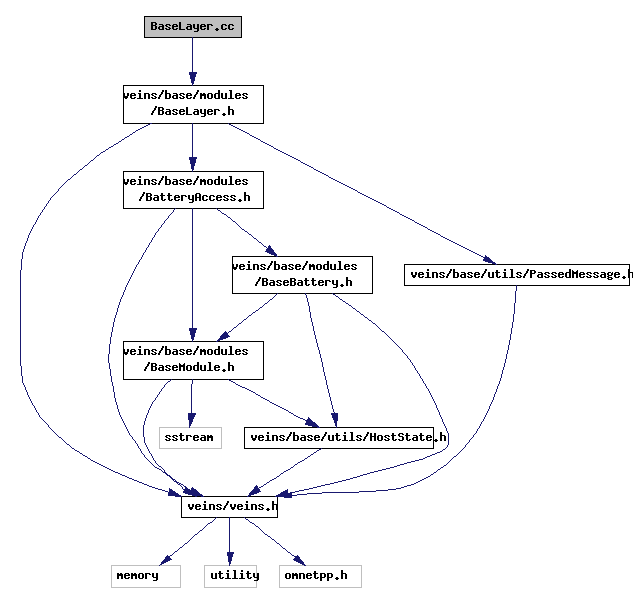 BaseLayer.cc
veins/base/modules
/BaseLayer.h
veins/base/modules
/BatteryAccess.h
veins/base/modules
/BaseBattery.h
veins/base/utils/PassedMessage.h
veins/base/modules
/BaseModule.h
sstream
veins/base/utils/HostState.h
veins/veins.h
memory
utility
omnetpp.h